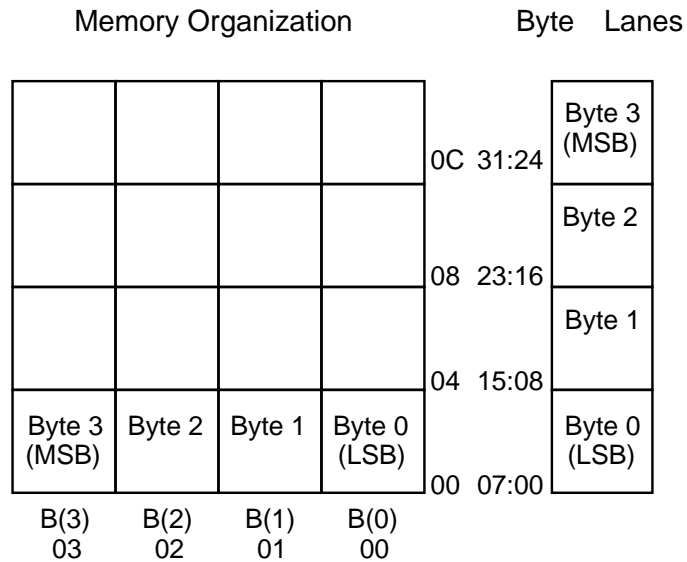 Memory Organization
Byte Lanes
0C 31:24
Byte 3
(MSB)
08 23:16
Byte 2
04 15:08
Byte 1
Byte 3
(MSB)
Byte 2
Byte 1
Byte 0
(LSB)
00 07:00
Byte 0
(LSB)
B(3) B(2) B(1) B(0)
03 02 01 00